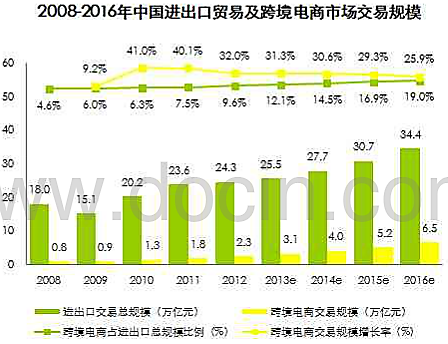 2008-2016年中国进出口贸易及跨境电商市场交易规模
60
50
40
30
20
10
0
9.2% 41.0% 40.1% 32.0% 31.3% 30.6% 29.3% 25.9%
4.6% 6.0% 6.3% 7.5% 9.6% 12.1% 14.5% 16.9% 19.0%
18.0 15.1 20.2 23.6 24.3 25.5 27.7 30.7 34.4
0.8 0.9 1.3 1.8 2.3 3.1 4.0 5.2 6.5
2008 2009 2010 2011 2012 2013e 2014e 2015e 2016e
进出口交易总规模（万亿元） 跨境电商交易规模（万亿元）
跨境电商占进出口总规模比例（%） 跨境电商交易规模增长率（%）
www.docin.com